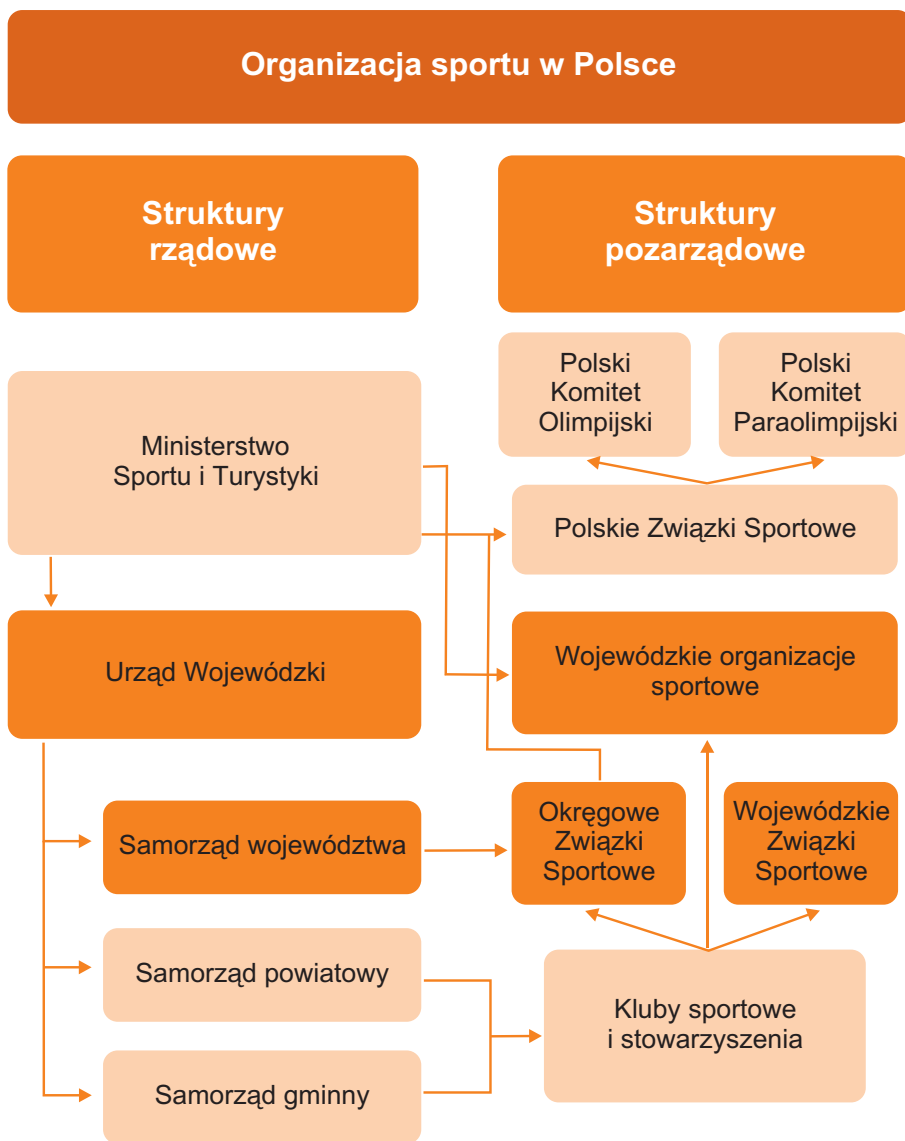 Organizacja sportu w Polsce
Struktury
rządowe
Struktury
pozarządowe
Polski
Komitet
Olimpijski
Polski
Komitet
Paraolimpijski
Ministerstwo
Sportu i Turystyki
Polskie Związki Sportowe
Urząd Wojewódzki
Wojewódzkie organizacje
sportowe
Samorząd województwa
Okręgowe
Związki
Sportowe
Wojewódzkie
Związki
Sportowe
Samorząd powiatowy
Kluby sportowe
i stowarzyszenia
Samorząd gminny